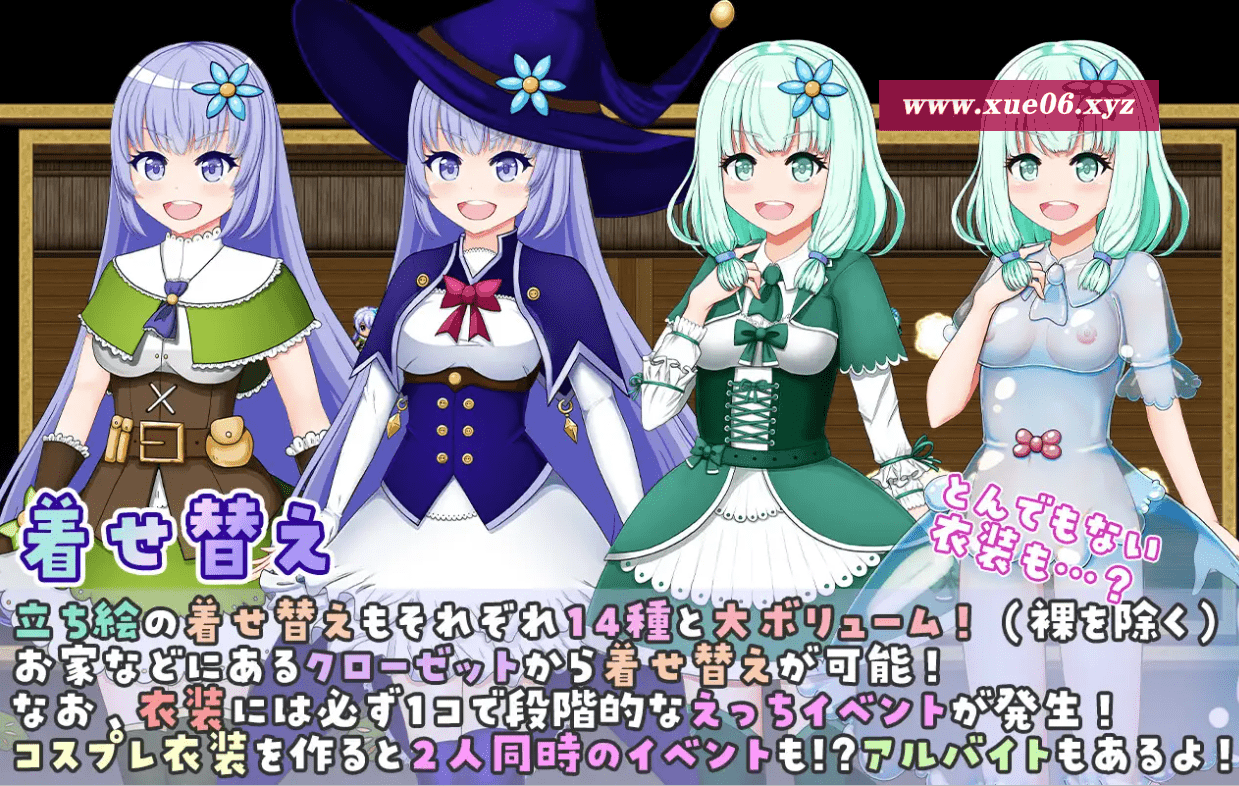 www.xue06.xyz
着せ替え
とんでもない
衣装も…?
立ち絵の着せ替えもそれぞれ14種と大ボリューム!(裸を除く)
お家などにあるクローゼットから着せ替えが可能!
なお、衣装には必ず1コで段階的なえっちイベントが発生!
コスプレ衣装を作ると2人同時のイベントも!?アルバイトもあるよ!